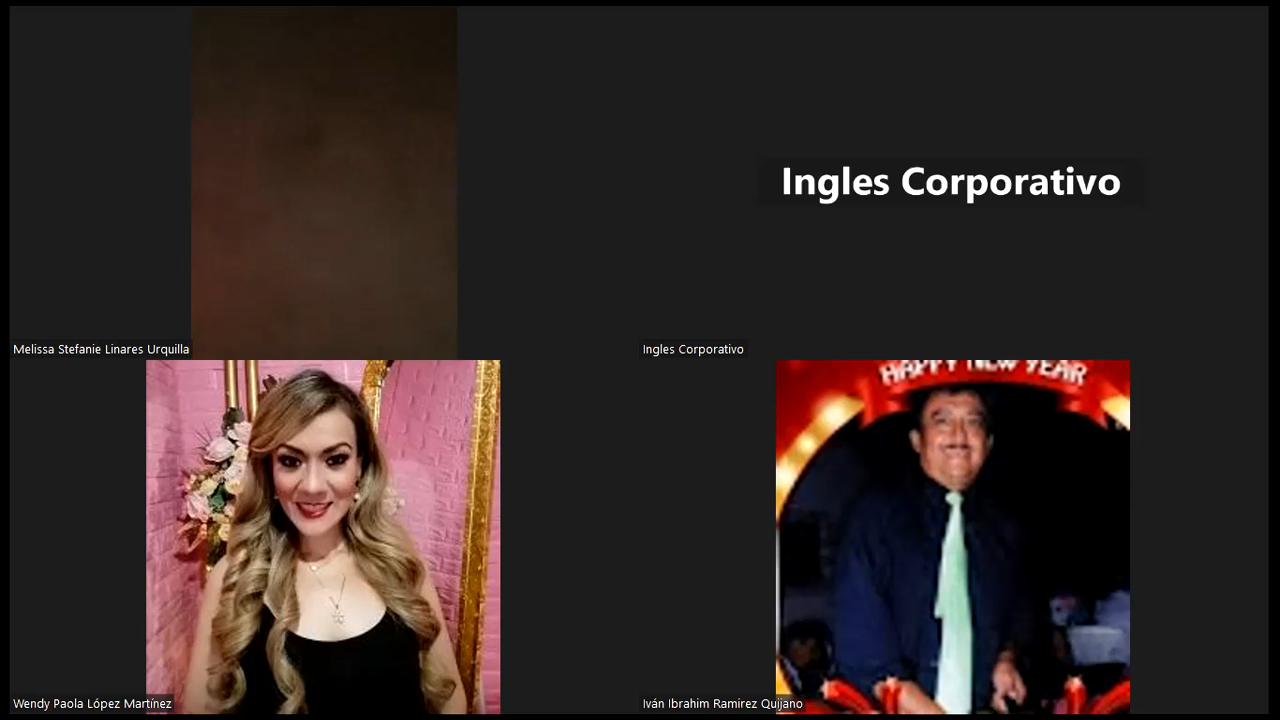 Ingles Corporativo
Melissa Stefanie Linares Urquilla
Ingles Corporativo
HAPPY NEW YEAR
Wendy Paola López Martínez
Iván Ibrahim Ramirez Quijano